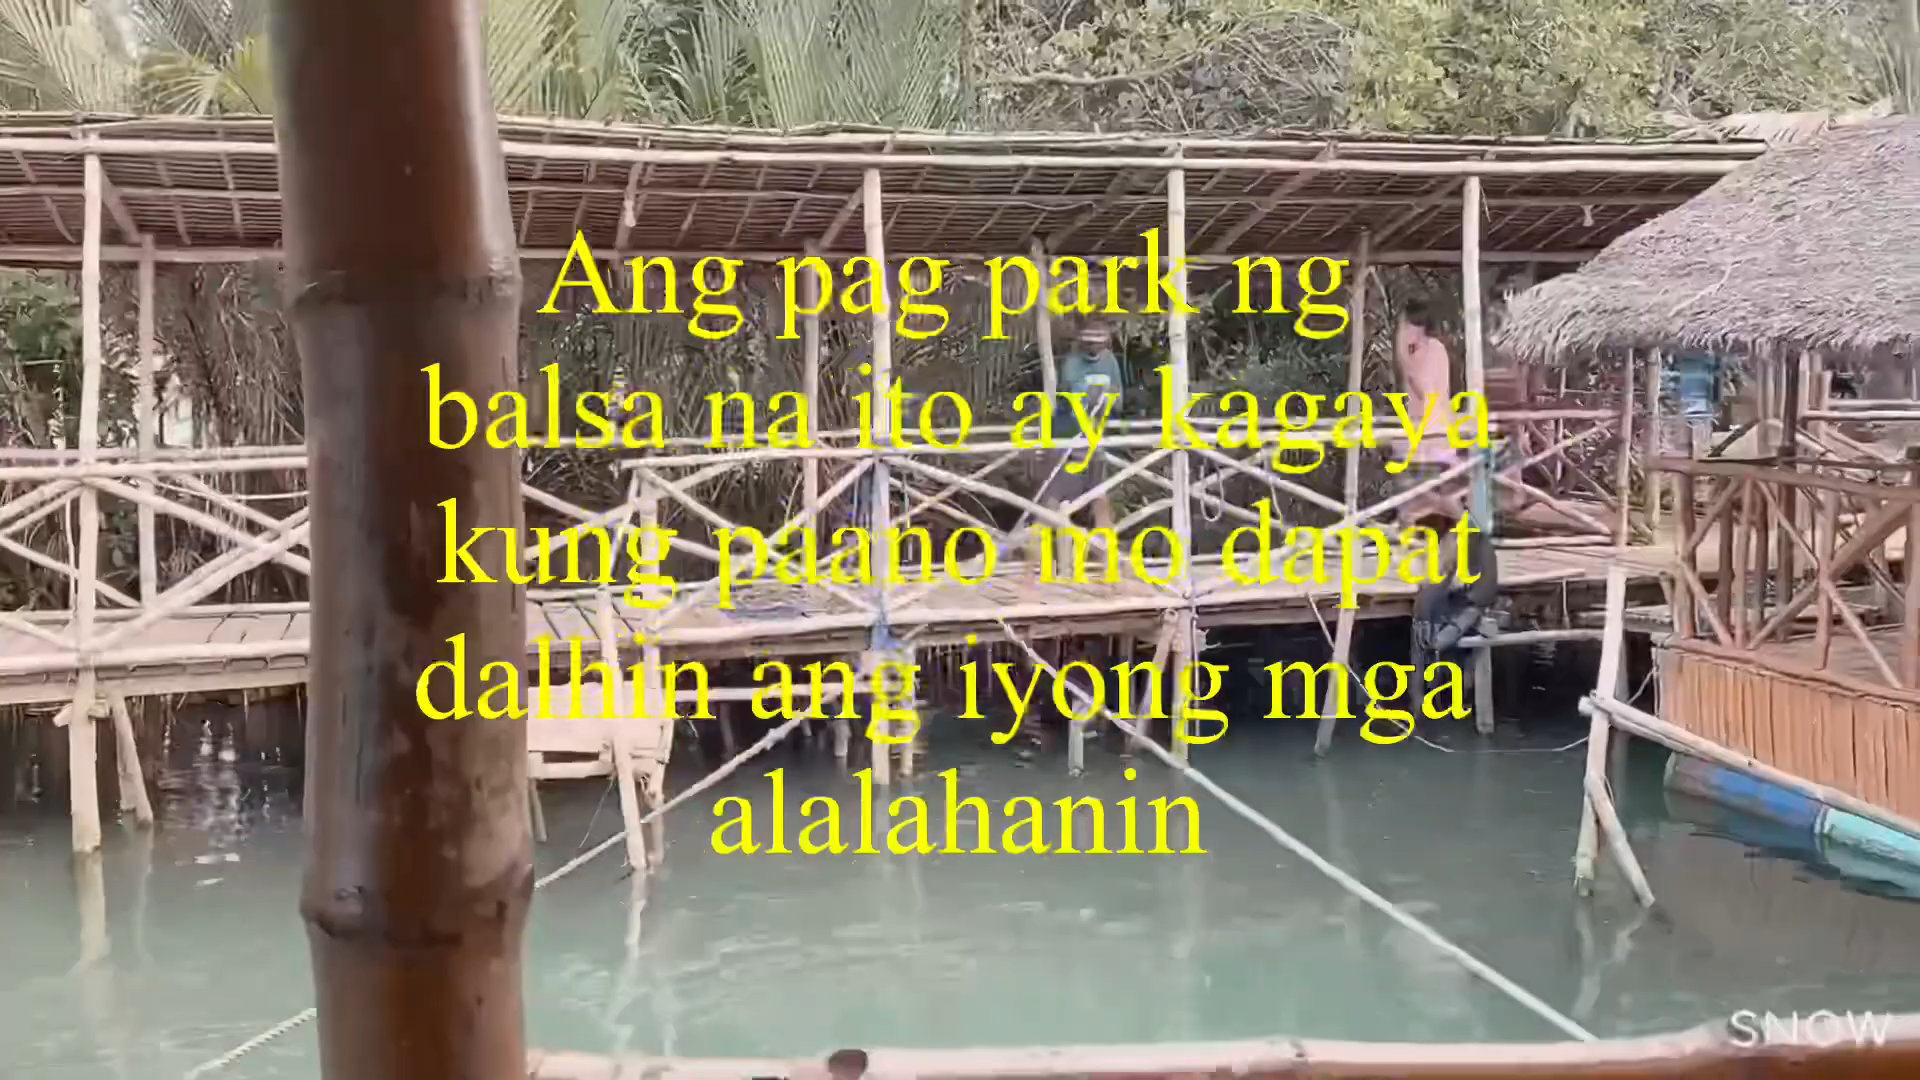 Ang pag park ng
balsa na ito ay kagaya
kung paano mo dapat
dalhin ang iyong mga
alalahanin
SNOW